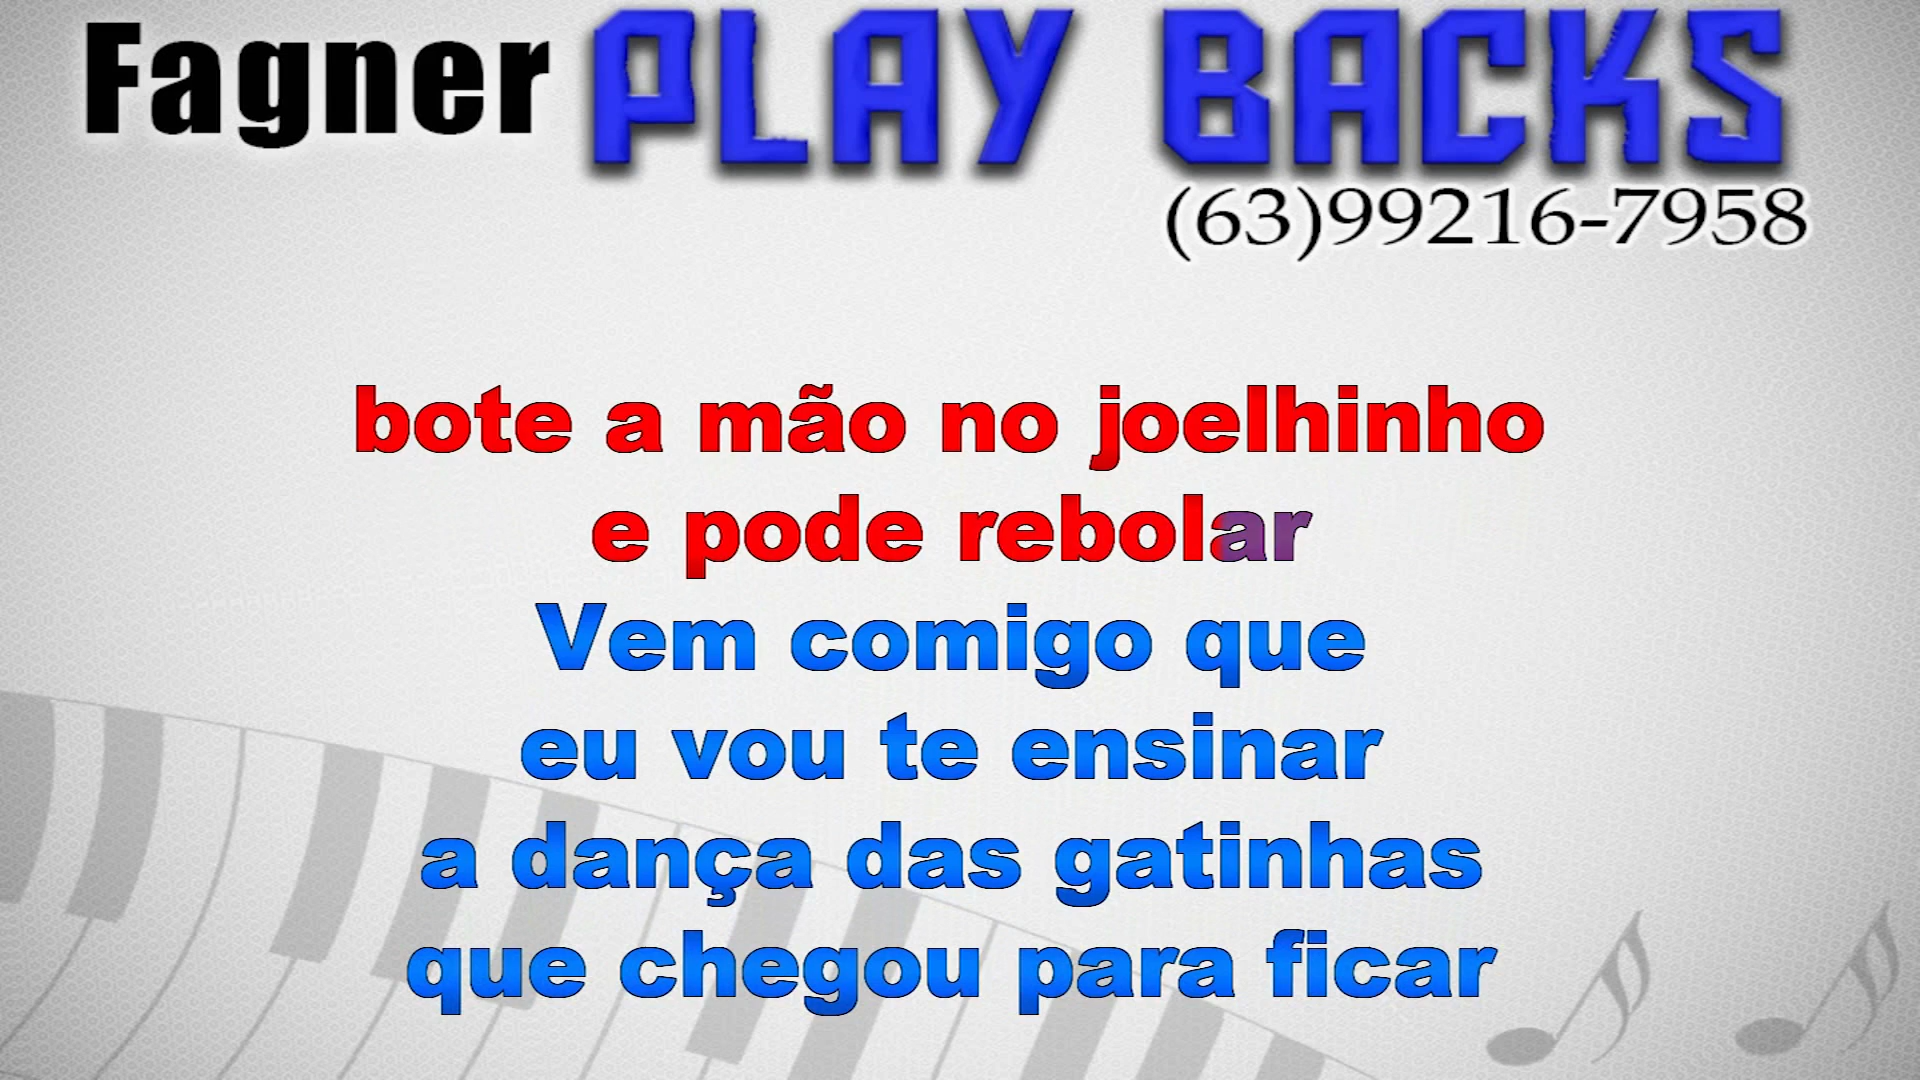 Fagner PLAY BACKS
(63)99216-7958
bote a mão no joelhinho
e pode rebolar
Vem comigo que
eu vou te ensinar
a dança das gatinhas
que chegou para ficar